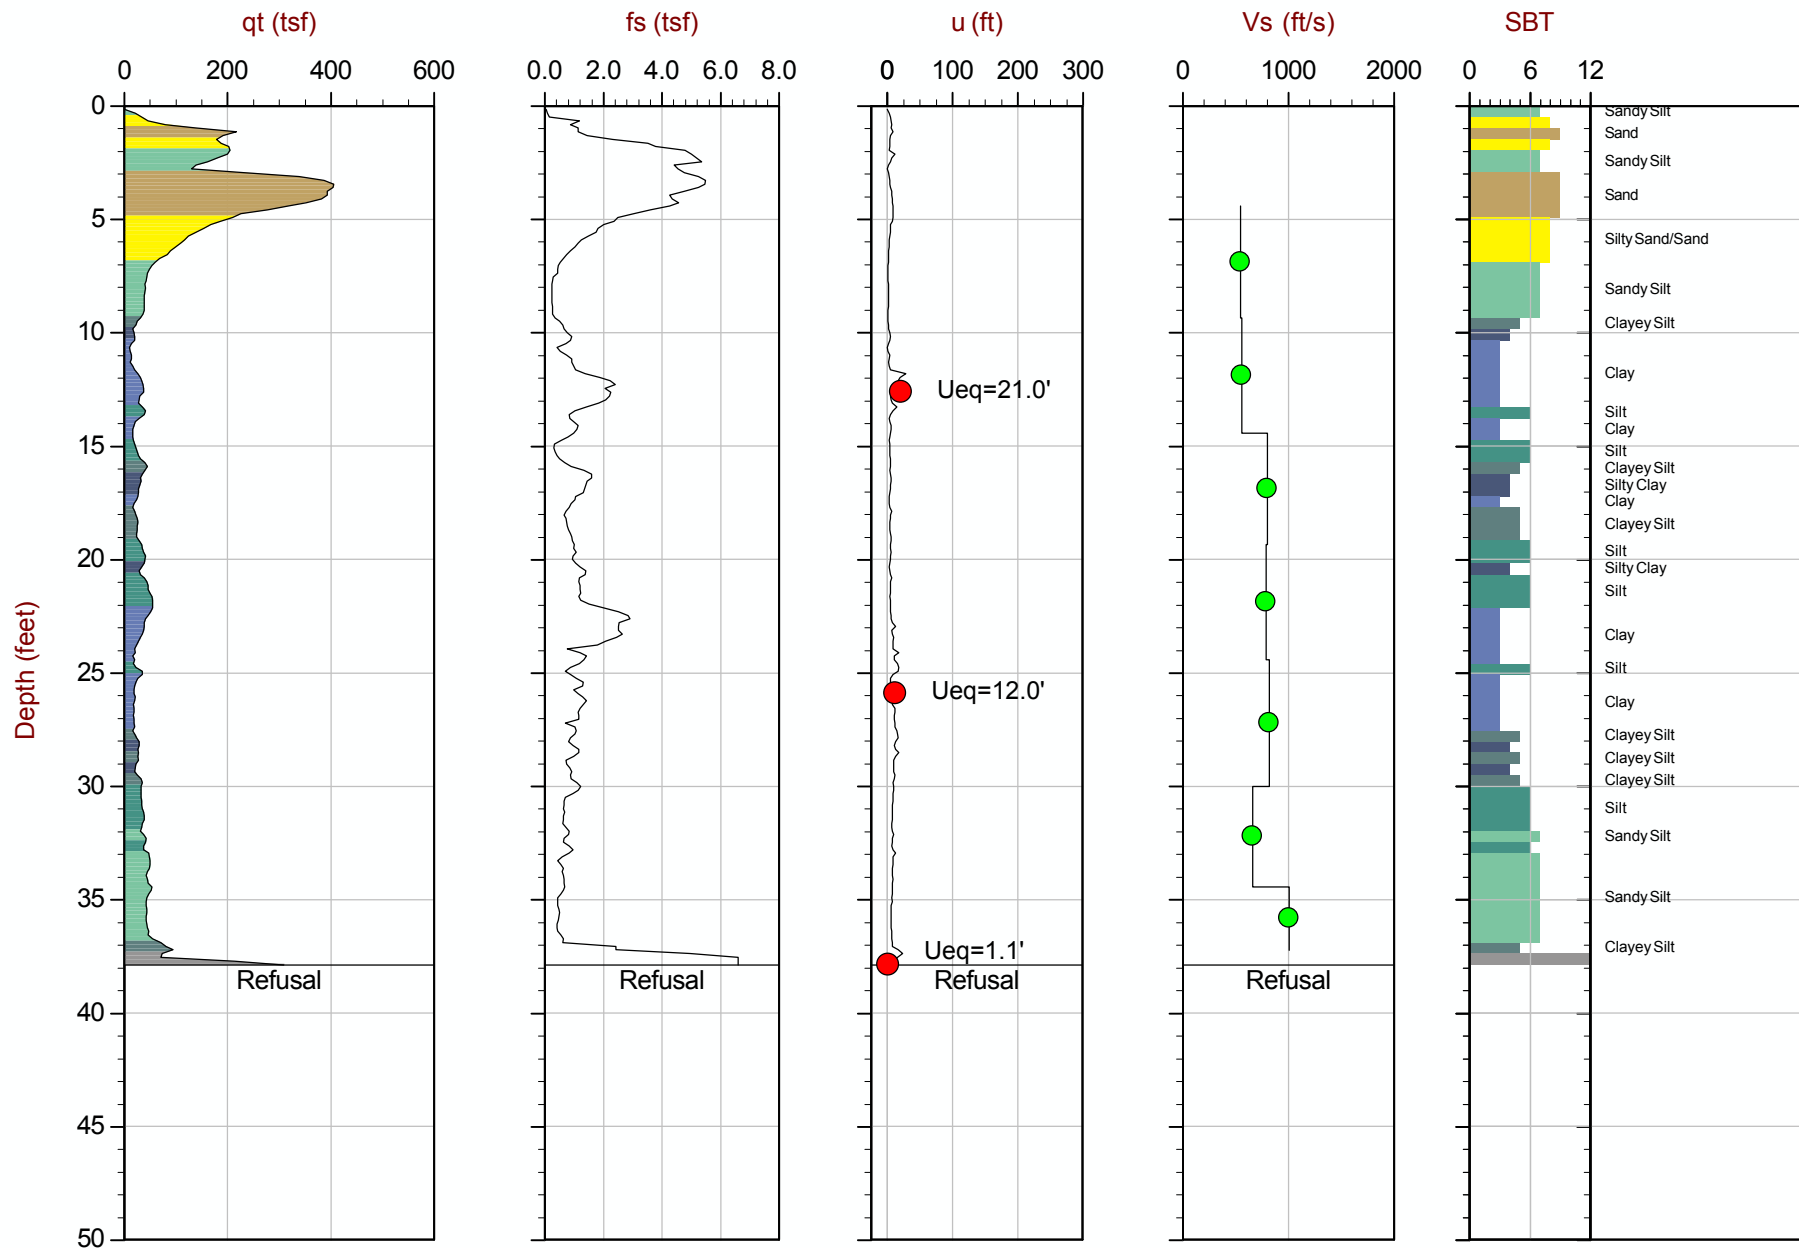 qt (tsf) fs (tsf) u (ft) Vs (ft/s) SBT
0 200 400 600 0.0 2.0 4.0 6.0 8.0 0 100 200 300 0 1000 2000 0 6 12
0
5
10
15
20
25
30
35
40
45
50
Depth (feet)
Refusal
Refusal
Ueq=21.0'
Ueq=12.0'
Ueq=1.1'
Refusal
Refusal
Sandy Silt
Sand
Sandy Silt
Sand
Silty Sand/Sand
Sandy Silt
Clayey Silt
Clay
Silt
Clay
Silt
Clayey Silt
Silty Clay
Clay
Clayey Silt
Silt
Silty Clay
Silt
Clay
Silt
Clay
Clayey Silt
Clayey Silt
Clayey Silt
Silt
Sandy Silt
Sandy Silt
Clayey Silt